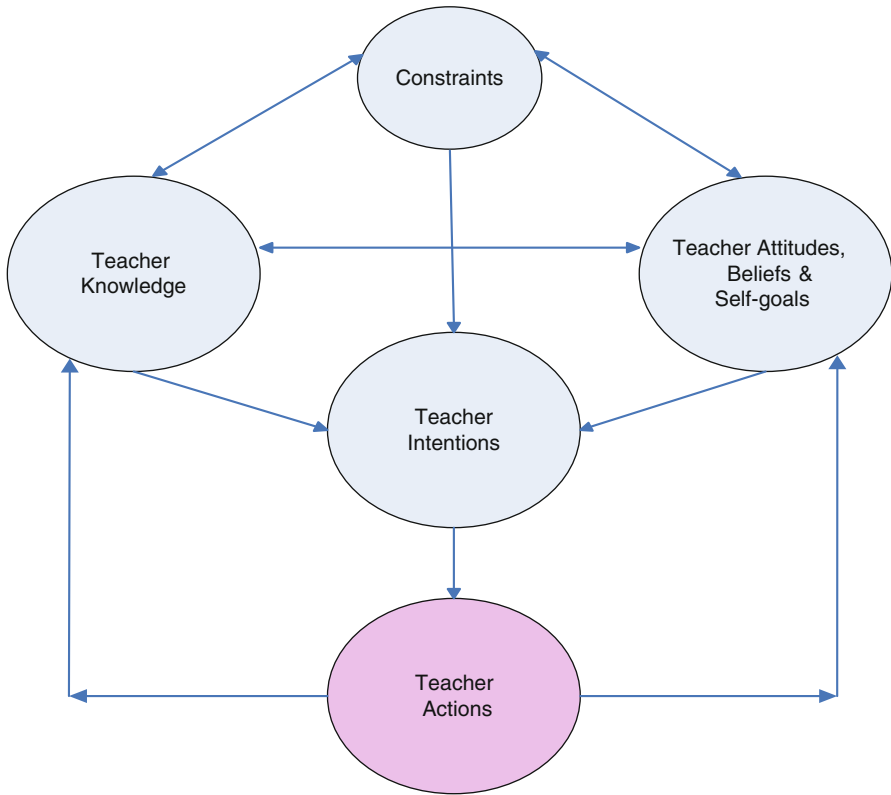 Constraints
Teacher
Knowledge
Teacher Attitudes,
Beliefs &
Self-goals
Teacher
Intentions
Teacher
Actions